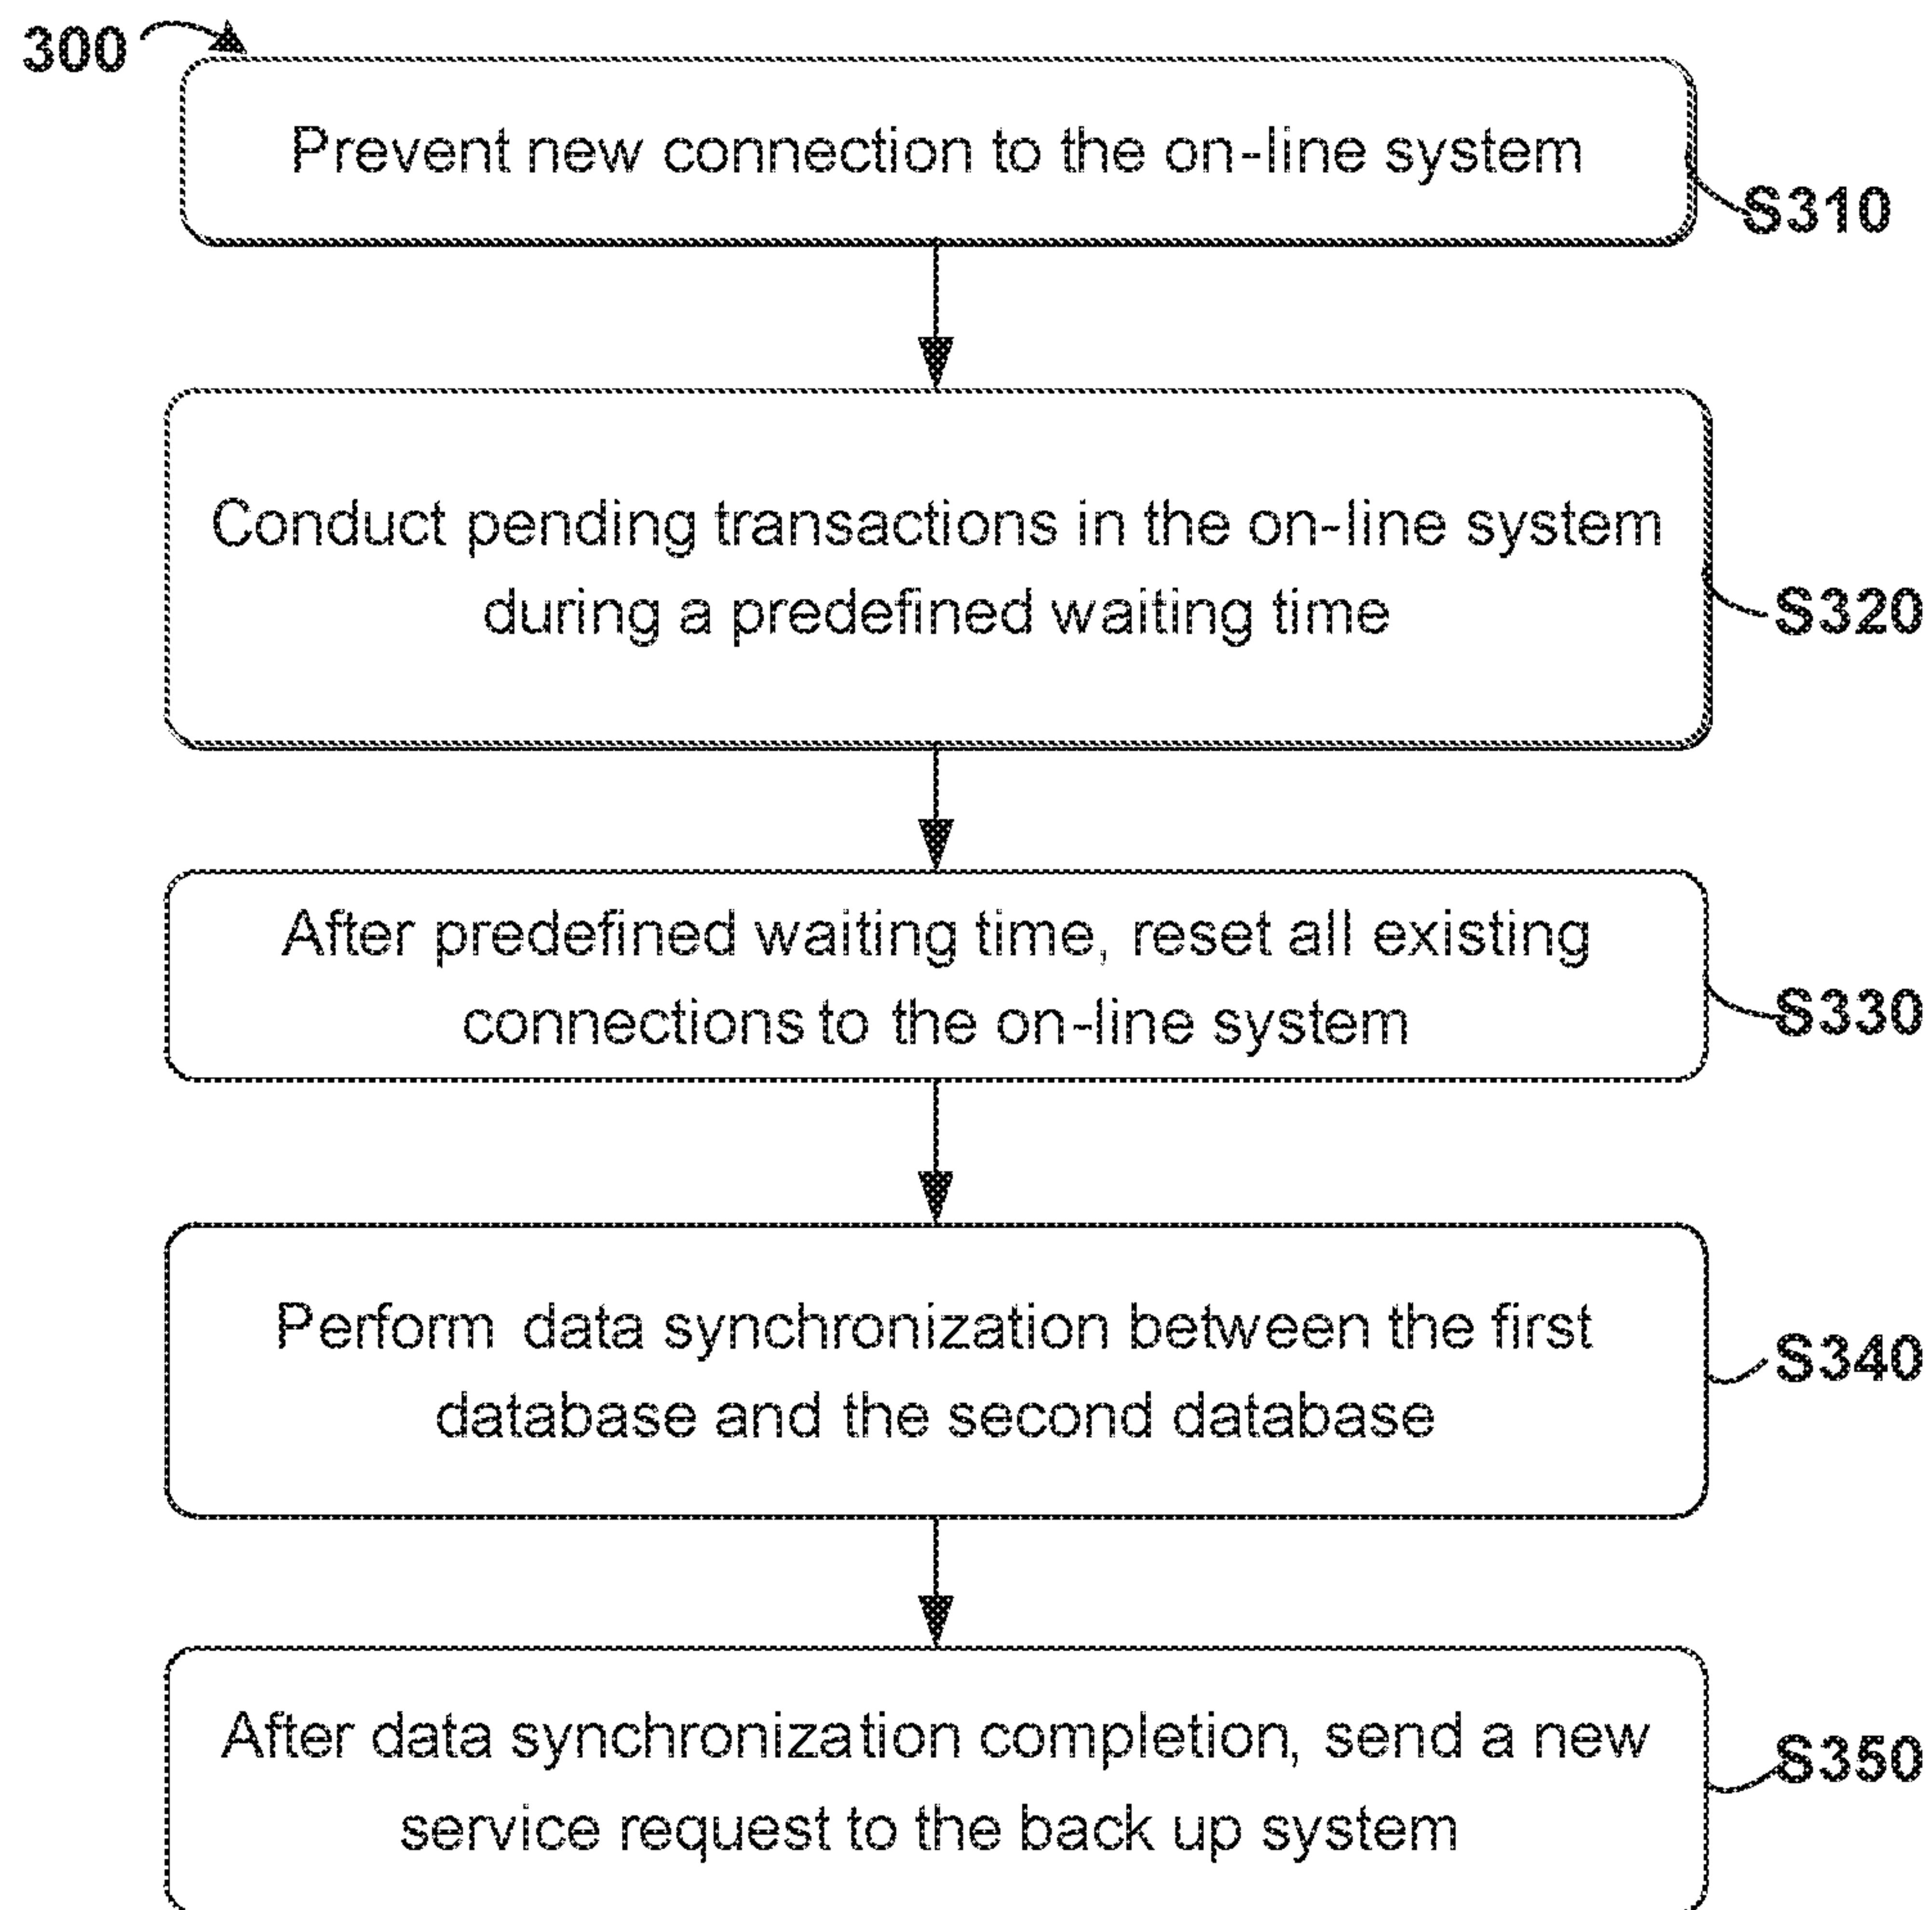 300
Prevent new connection to the on-line system
S310
Conduct pending transactions in the on-line system
during a predefined waiting time
S320
After predefined waiting time, reset all existing
connections to the on-line system
S330
Perform data synchronization between the first
database and the second database
S340
After data synchronization completion, send a new
service request to the back up system
S350